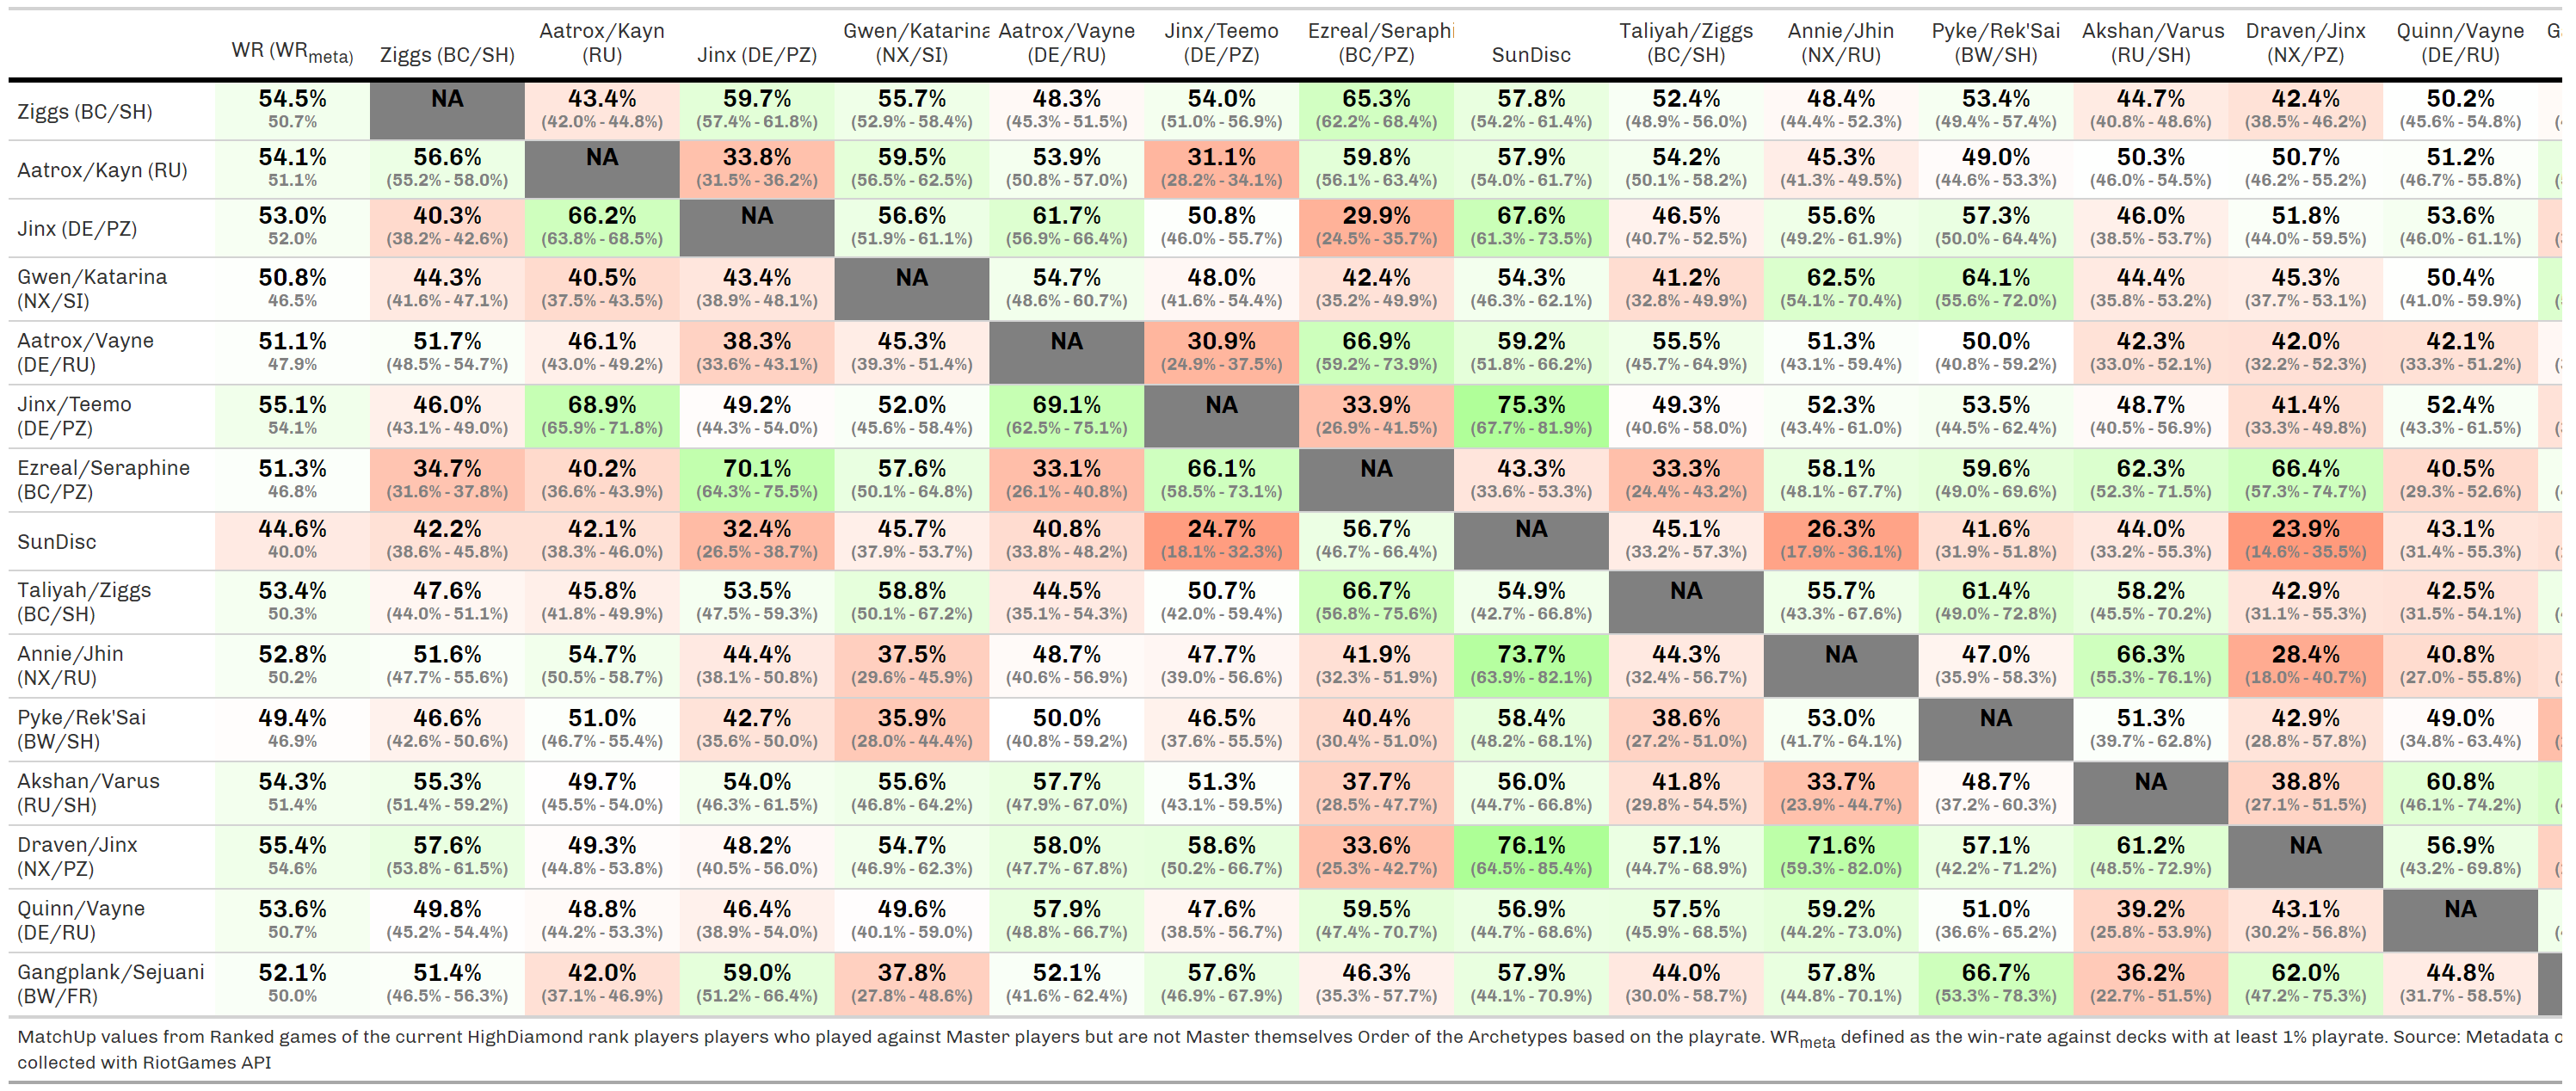 WR (WRmeta) Ziggs (BC/SH) Aatrox/Kayn (RU) Jinx (DE/PZ) Gwen/Katarina (NX/SI) Aatrox/Vayne (DE/RU) Jinx/Teemo (DE/PZ) Ezreal/Seraphi (BC/PZ) SunDisc Taliyah/Ziggs (BC/SH) Annie/Jhin (NX/RU) Pyke/Rek'Sai (BW/SH) Akshan/Varus (RU/SH) Draven/Jinx (NX/PZ) Quinn/Vayne (DE/RU)
Ziggs (BC/SH) 54.5% NA 43.4% 59.7% 55.7% 48.3% 54.0% 65.3% 57.8% 52.4% 48.4% 53.4% 44.7% 42.4% 50.2%
50.7% (42.0% - 44.8%) (57.4% - 61.8%) (52.9% - 58.4%) (45.3% - 51.5%) (51.0% - 56.9%) (62.2% - 68.4%) (54.2% - 61.4%) (48.9% - 56.0%) (44.4% - 52.3%) (49.4% - 57.4%) (40.8% - 48.6%) (38.5% - 46.2%) (45.6% - 54.8%)
Aatrox/Kayn (RU) 54.1% 56.6% NA 33.8% 59.5% 53.9% 31.1% 59.8% 57.9% 54.2% 45.3% 49.0% 50.3% 50.7% 51.2%
51.1% (55.2% - 58.0%) (31.5% - 36.2%) (56.5% - 62.5%) (50.8% - 57.0%) (28.2% - 34.1%) (56.1% - 63.4%) (54.0% - 61.7%) (50.1% - 58.2%) (41.3% - 49.5%) (44.6% - 53.3%) (46.0% - 54.5%) (46.2% - 55.2%) (46.7% - 55.8%)
Jinx (DE/PZ) 53.0% 40.3% 66.2% NA 56.6% 61.7% 50.8% 29.9% 67.6% 46.5% 55.6% 57.3% 46.0% 51.8% 53.6%
52.0% (38.2% - 42.6%) (63.8% - 68.5%) (51.9% - 61.1%) (56.9% - 66.4%) (46.0% - 55.7%) (24.5% - 35.7%) (61.3% - 73.5%) (40.7% - 52.5%) (49.2% - 61.9%) (50.0% - 64.4%) (38.5% - 53.7%) (44.0% - 59.5%) (46.0% - 61.1%)
Gwen/Katarina 50.8% 44.3% 40.5% 43.4% NA 54.7% 48.0% 42.4% 54.3% 41.2% 62.5% 64.1% 44.4% 45.3% 50.4%
(NX/SI) 46.5% (41.6% - 47.1%) (37.5% - 43.5%) (38.9% - 48.1%) (48.6% - 60.7%) (41.6% - 54.4%) (35.2% - 49.9%) (46.3% - 62.1%) (32.8% - 49.9%) (54.1% - 70.4%) (55.6% - 72.0%) (35.8% - 53.2%) (37.7% - 53.1%) (41.0% - 59.9%)
Aatrox/Vayne 51.1% 51.7% 46.1% 38.3% 45.3% NA 30.9% 66.9% 59.2% 55.5% 51.3% 50.0% 42.3% 42.0% 42.1%
(DE/RU) 47.9% (48.5% - 54.7%) (43.0% - 49.2%) (33.6% - 43.1%) (39.3% - 51.4%) (24.9% - 37.5%) (59.2% - 73.9%) (51.8% - 66.2%) (45.7% - 64.9%) (43.1% - 59.4%) (40.8% - 59.2%) (33.0% - 52.1%) (32.2% - 52.3%) (33.3% - 51.2%)
Jinx/Teemo 55.1% 46.0% 68.9% 49.2% 52.0% 69.1% NA 33.9% 75.3% 49.3% 52.3% 53.5% 48.7% 41.4% 52.4%
(DE/PZ) 54.1% (43.1% - 49.0%) (65.9% - 71.8%) (44.3% - 54.0%) (45.6% - 58.4%) (62.5% - 75.1%) (26.9% - 41.5%) (67.7% - 81.9%) (40.6% - 58.0%) (43.4% - 61.0%) (44.5% - 62.4%) (40.5% - 56.9%) (33.3% - 49.8%) (43.3% - 61.5%)
Ezreal/Seraphine 51.3% 34.7% 40.2% 70.1% 57.6% 33.1% 66.1% NA 43.3% 33.3% 58.1% 59.6% 62.3% 66.4% 40.5%
(BC/PZ) 46.8% (31.6% - 37.8%) (36.6% - 43.9%) (64.3% - 75.5%) (50.1% - 64.8%) (26.1% - 40.8%) (58.5% - 73.1%) (33.6% - 53.3%) (24.4% - 43.2%) (48.1% - 67.7%) (49.0% - 69.6%) (52.3% - 71.5%) (57.3% - 74.7%) (29.3% - 52.6%)
SunDisc 44.6% 42.2% 42.1% 32.4% 45.7% 40.8% 24.7% 56.7% NA 45.1% 26.3% 41.6% 44.0% 23.9% 43.1%
40.0% (38.6% - 45.8%) (38.3% - 46.0%) (26.5% - 38.7%) (37.9% - 53.7%) (33.8% - 48.2%) (18.1% - 32.3%) (46.7% - 66.4%) (33.2% - 57.3%) (17.9% - 36.1%) (31.9% - 51.8%) (33.2% - 55.3%) (14.6% - 35.5%) (31.4% - 55.3%)
Taliyah/Ziggs 53.4% 47.6% 45.8% 53.5% 58.8% 44.5% 50.7% 66.7% 54.9% NA 55.7% 61.4% 58.2% 42.9% 42.5%
(BC/SH) 50.3% (44.0% - 51.1%) (41.8% - 49.9%) (47.5% - 59.3%) (50.1% - 67.2%) (35.1% - 54.3%) (42.0% - 59.4%) (56.8% - 75.6%) (42.7% - 66.8%) (43.3% - 67.6%) (49.0% - 72.8%) (45.5% - 70.2%) (31.1% - 55.3%) (31.5% - 54.1%)
Annie/Jhin 52.8% 51.6% 54.7% 44.4% 37.5% 48.7% 47.7% 41.9% 73.7% 44.3% NA 47.0% 66.3% 28.4% 40.8%
(NX/RU) 50.2% (47.7% - 55.6%) (50.5% - 58.7%) (38.1% - 50.8%) (29.6% - 45.9%) (40.6% - 56.9%) (39.0% - 56.6%) (32.3% - 51.9%) (63.9% - 82.1%) (32.4% - 56.7%) (35.9% - 58.3%) (55.3% - 76.1%) (18.0% - 40.7%) (27.0% - 55.8%)
Pyke/Rek'Sai 49.4% 46.6% 51.0% 42.7% 35.9% 50.0% 46.5% 40.4% 58.4% 38.6% 53.0% NA 51.3% 42.9% 49.0%
(BW/SH) 46.9% (42.6% - 50.6%) (46.7% - 55.4%) (35.6% - 50.0%) (28.0% - 44.4%) (40.8% - 59.2%) (37.6% - 55.5%) (30.4% - 51.0%) (48.2% - 68.1%) (27.2% - 51.0%) (41.7% - 64.1%) (39.7% - 62.8%) (28.8% - 57.8%) (34.8% - 63.4%)
Akshan/Varus 54.3% 55.3% 49.7% 54.0% 55.6% 57.7% 51.3% 37.7% 56.0% 41.8% 33.7% 48.7% NA 38.8% 60.8%
(RU/SH) 51.4% (51.4% - 59.2%) (45.5% - 54.0%) (46.3% - 61.5%) (46.8% - 64.2%) (47.9% - 67.0%) (43.1% - 59.5%) (28.5% - 47.7%) (44.7% - 66.8%) (29.8% - 54.5%) (23.9% - 44.7%) (37.2% - 60.3%) (27.1% - 51.5%) (46.1% - 74.2%)
Draven/Jinx 55.4% 57.6% 49.3% 48.2% 54.7% 58.0% 58.6% 33.6% 76.1% 57.1% 71.6% 57.1% 61.2% NA 56.9%
(NX/PZ) 54.6% (53.8% - 61.5%) (44.8% - 53.8%) (40.5% - 56.0%) (46.9% - 62.3%) (47.7% - 67.8%) (50.2% - 66.7%) (25.3% - 42.7%) (64.5% - 85.4%) (44.7% - 68.9%) (59.3% - 82.0%) (42.2% - 71.2%) (48.5% - 72.9%) (43.2% - 69.8%)
Quinn/Vayne 53.6% 49.8% 48.8% 46.4% 49.6% 57.9% 47.6% 59.5% 56.9% 57.5% 59.2% 51.0% 39.2% 43.1% NA
(DE/RU) 50.7% (45.2% - 54.4%) (44.2% - 53.3%) (38.9% - 54.0%) (40.1% - 59.0%) (48.8% - 66.7%) (38.5% - 56.7%) (47.4% - 70.7%) (44.7% - 68.6%) (45.9% - 68.5%) (44.2% - 73.0%) (36.6% - 65.2%) (25.8% - 53.9%) (30.2% - 56.8%)
Gangplank/Sejuani 52.1% 51.4% 42.0% 59.0% 37.8% 52.1% 57.6% 46.3% 57.9% 44.0% 57.8% 66.7% 36.2% 62.0% 44.8%
(BW/FR) 50.0% (46.5% - 56.3%) (37.1% - 46.9%) (51.2% - 66.4%) (27.8% - 48.6%) (41.6% - 62.4%) (46.9% - 67.9%) (35.3% - 57.7%) (44.1% - 70.9%) (30.0% - 58.7%) (44.8% - 70.1%) (53.3% - 78.3%) (22.7% - 51.5%) (47.2% - 75.3%) (31.7% - 58.5%)
MatchUp values from Ranked games of the current HighDiamond rank players players who played against Master players but are not Master themselves Order of the Archetypes based on the playrate. WRmeta defined as the win-rate against decks with at least 1% playrate. Source: Metadata
collected with RiotGames API